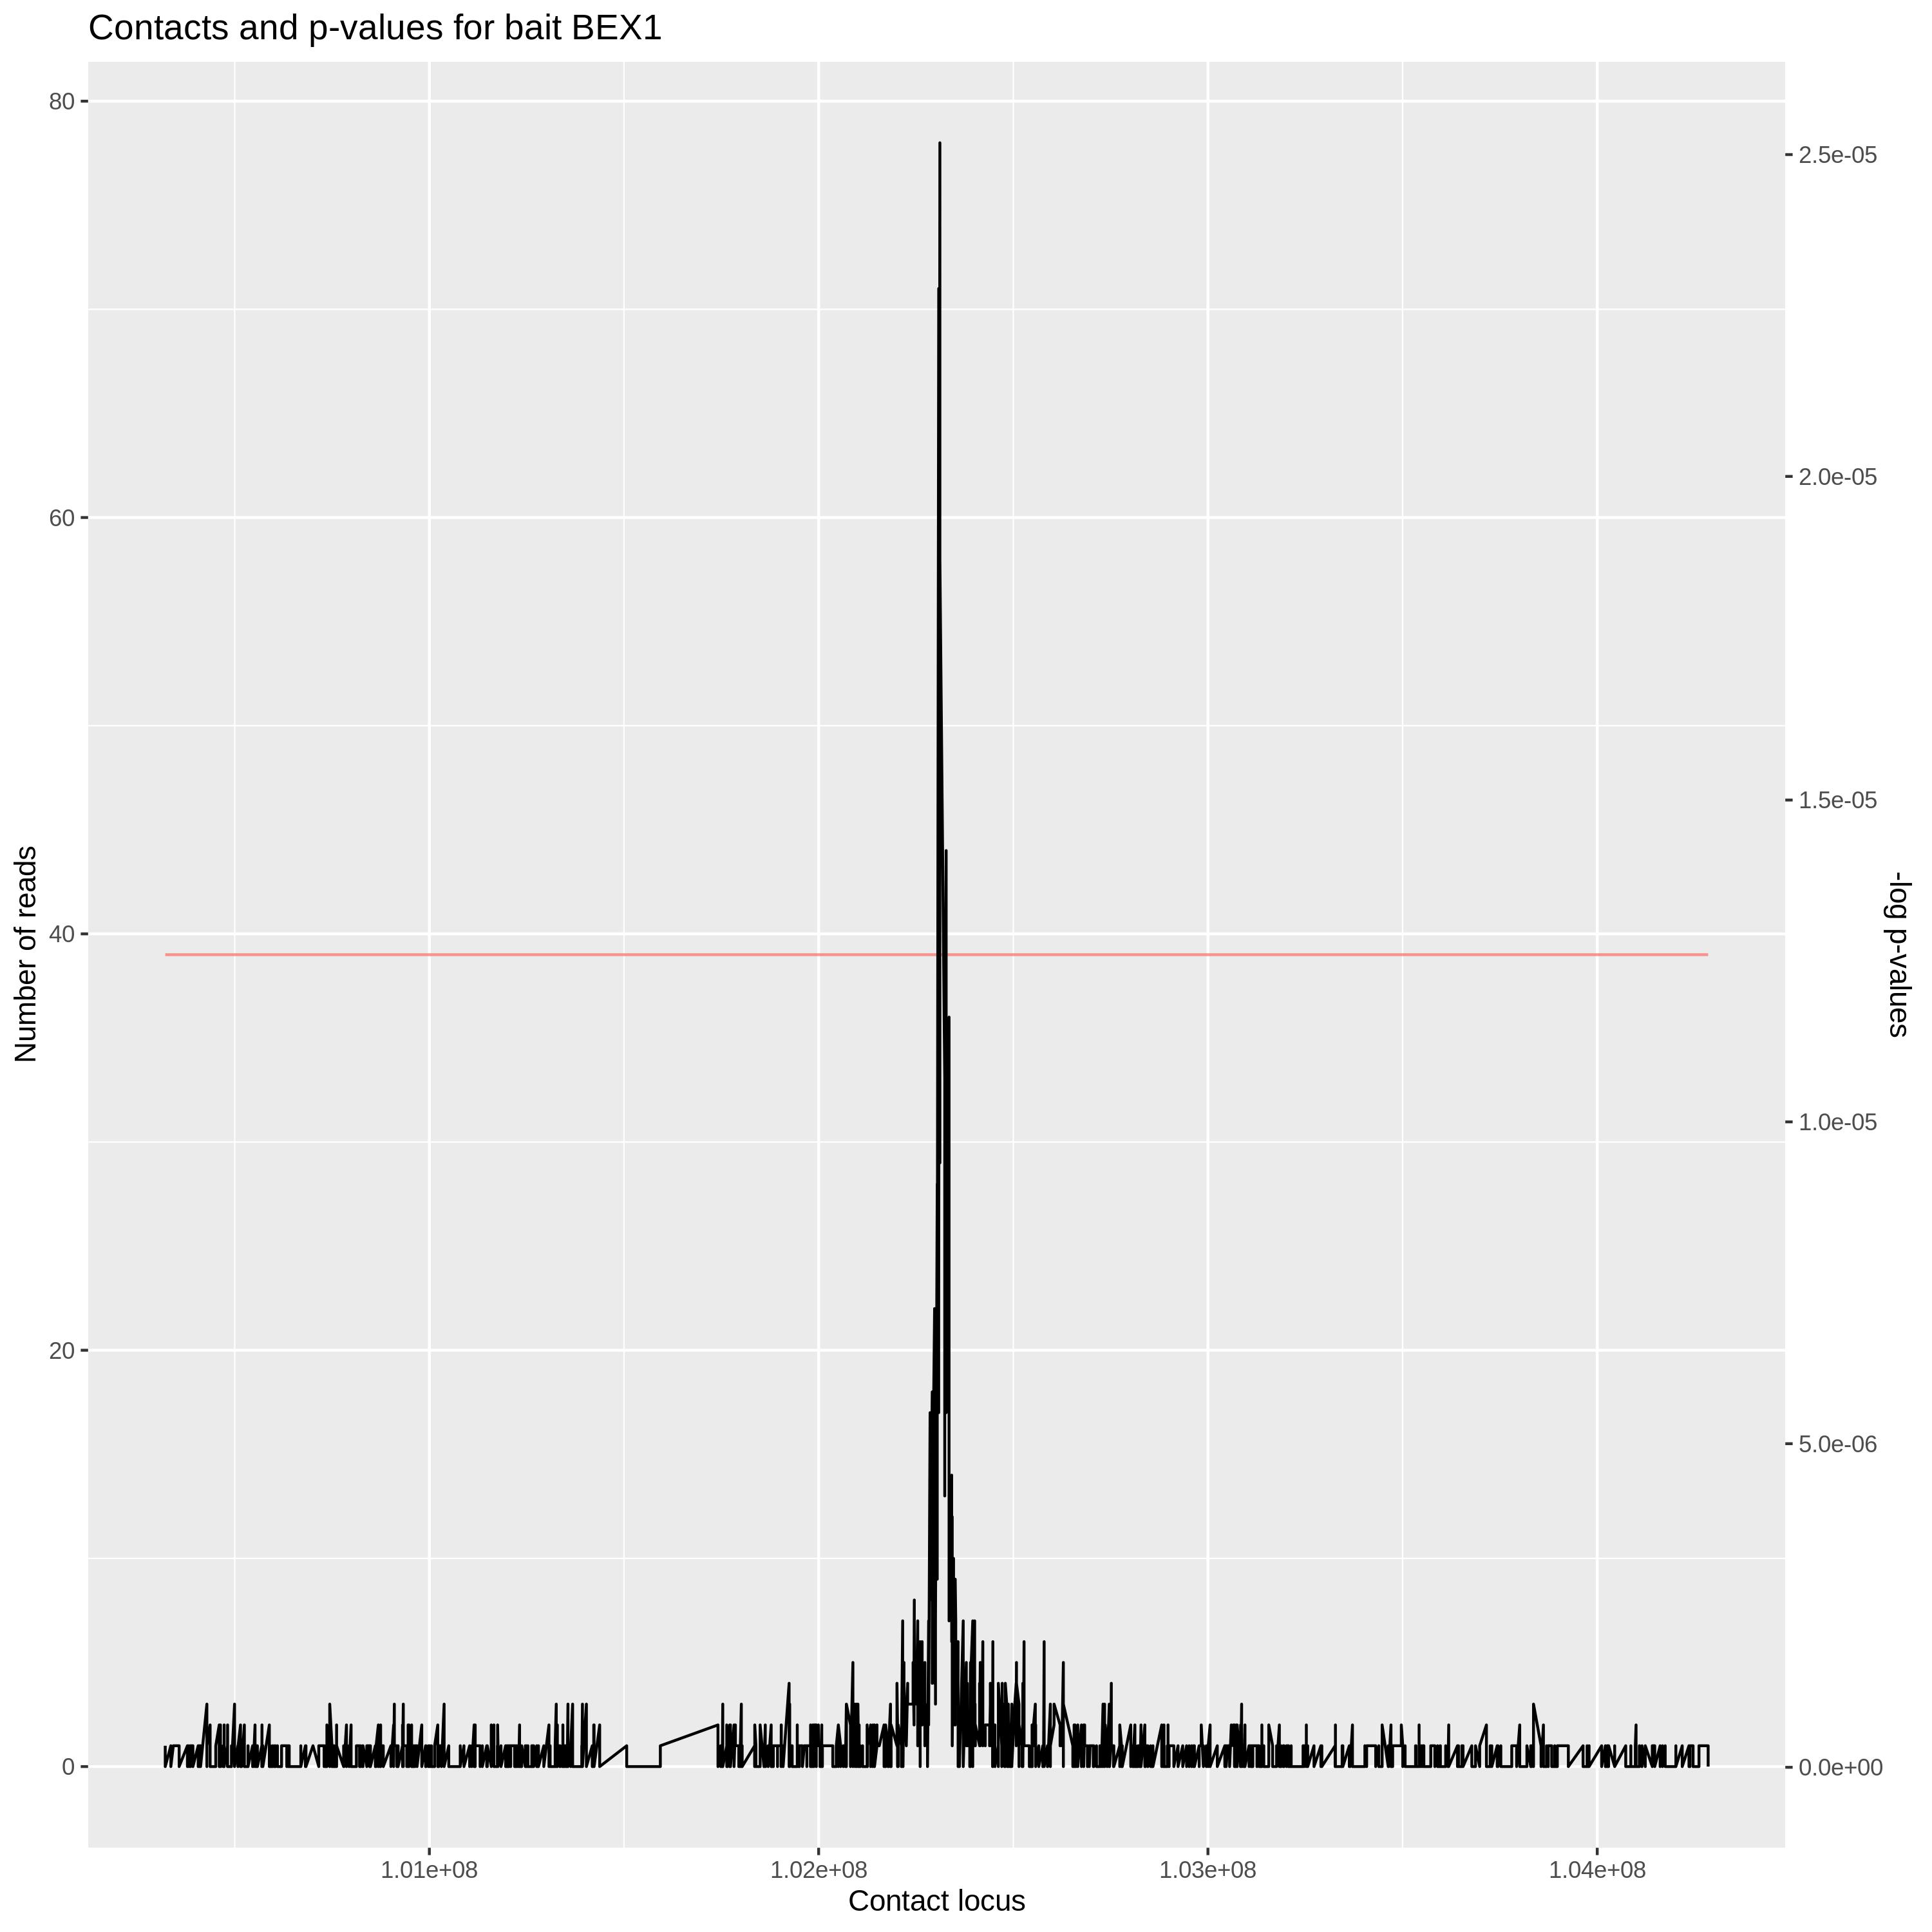 Contacts and p-values for bait BEX1
80
60
40
20
0
Number of reads
2.5e-05
2.0e-05
1.5e-05
1.0e-05
5.0e-06
0.0e+00
-log p-values
1.01e+08
1.02e+08
1.03e+08
1.04e+08
Contact locus